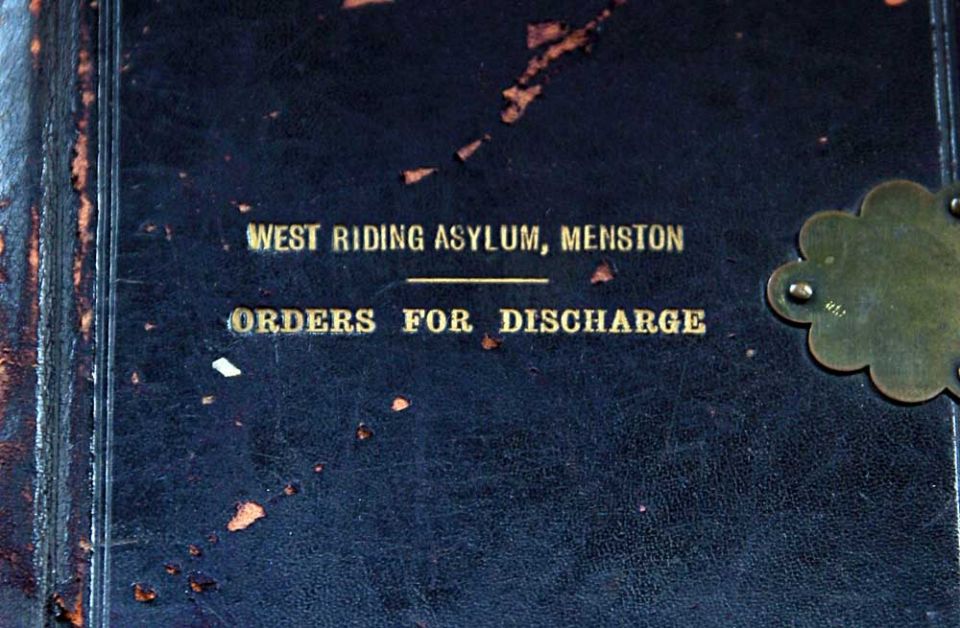 WEST RIDING ASYLUM, MENSTON
ORDERS FOR DISCHARGE